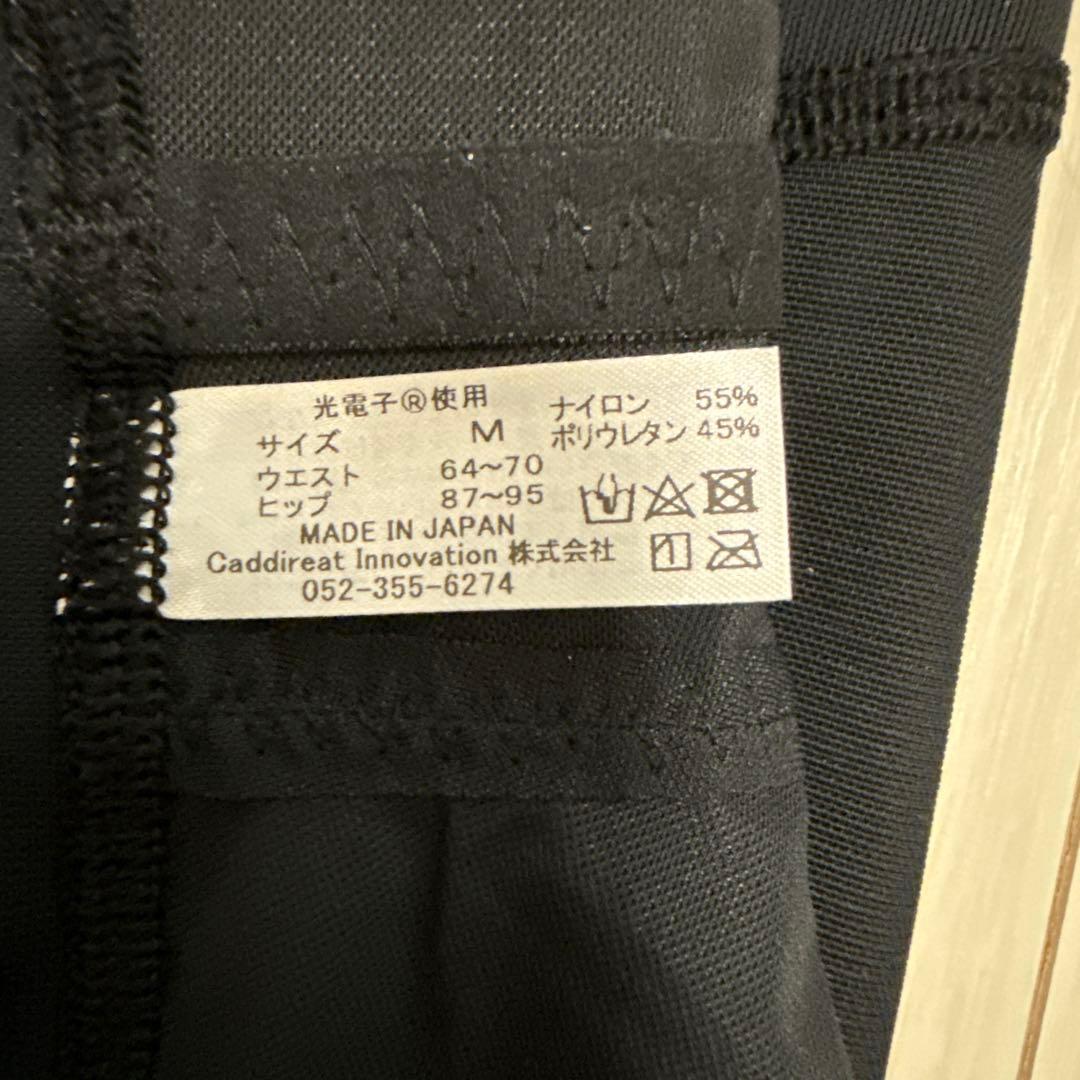 光電子®使用
サイズ M
ウエスト 64~70
ヒップ 87~95
MADE IN JAPAN
Caddireat Innovation 株式会社
052-355-6274
ナイロン 55%
ポリウレタン 45%
1